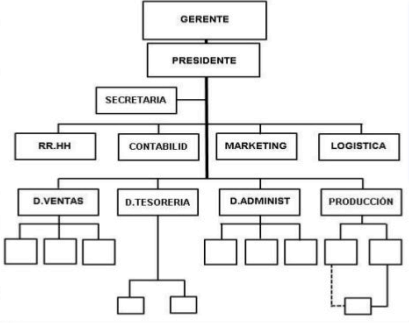 GERENTE
PRESIDENTE
SECRETARIA
RR.HH
CONTABILID
MARKETING
LOGISTICA
D.VENTAS
D.TESORERIA
D.ADMINIST
PRODUCCIÓN